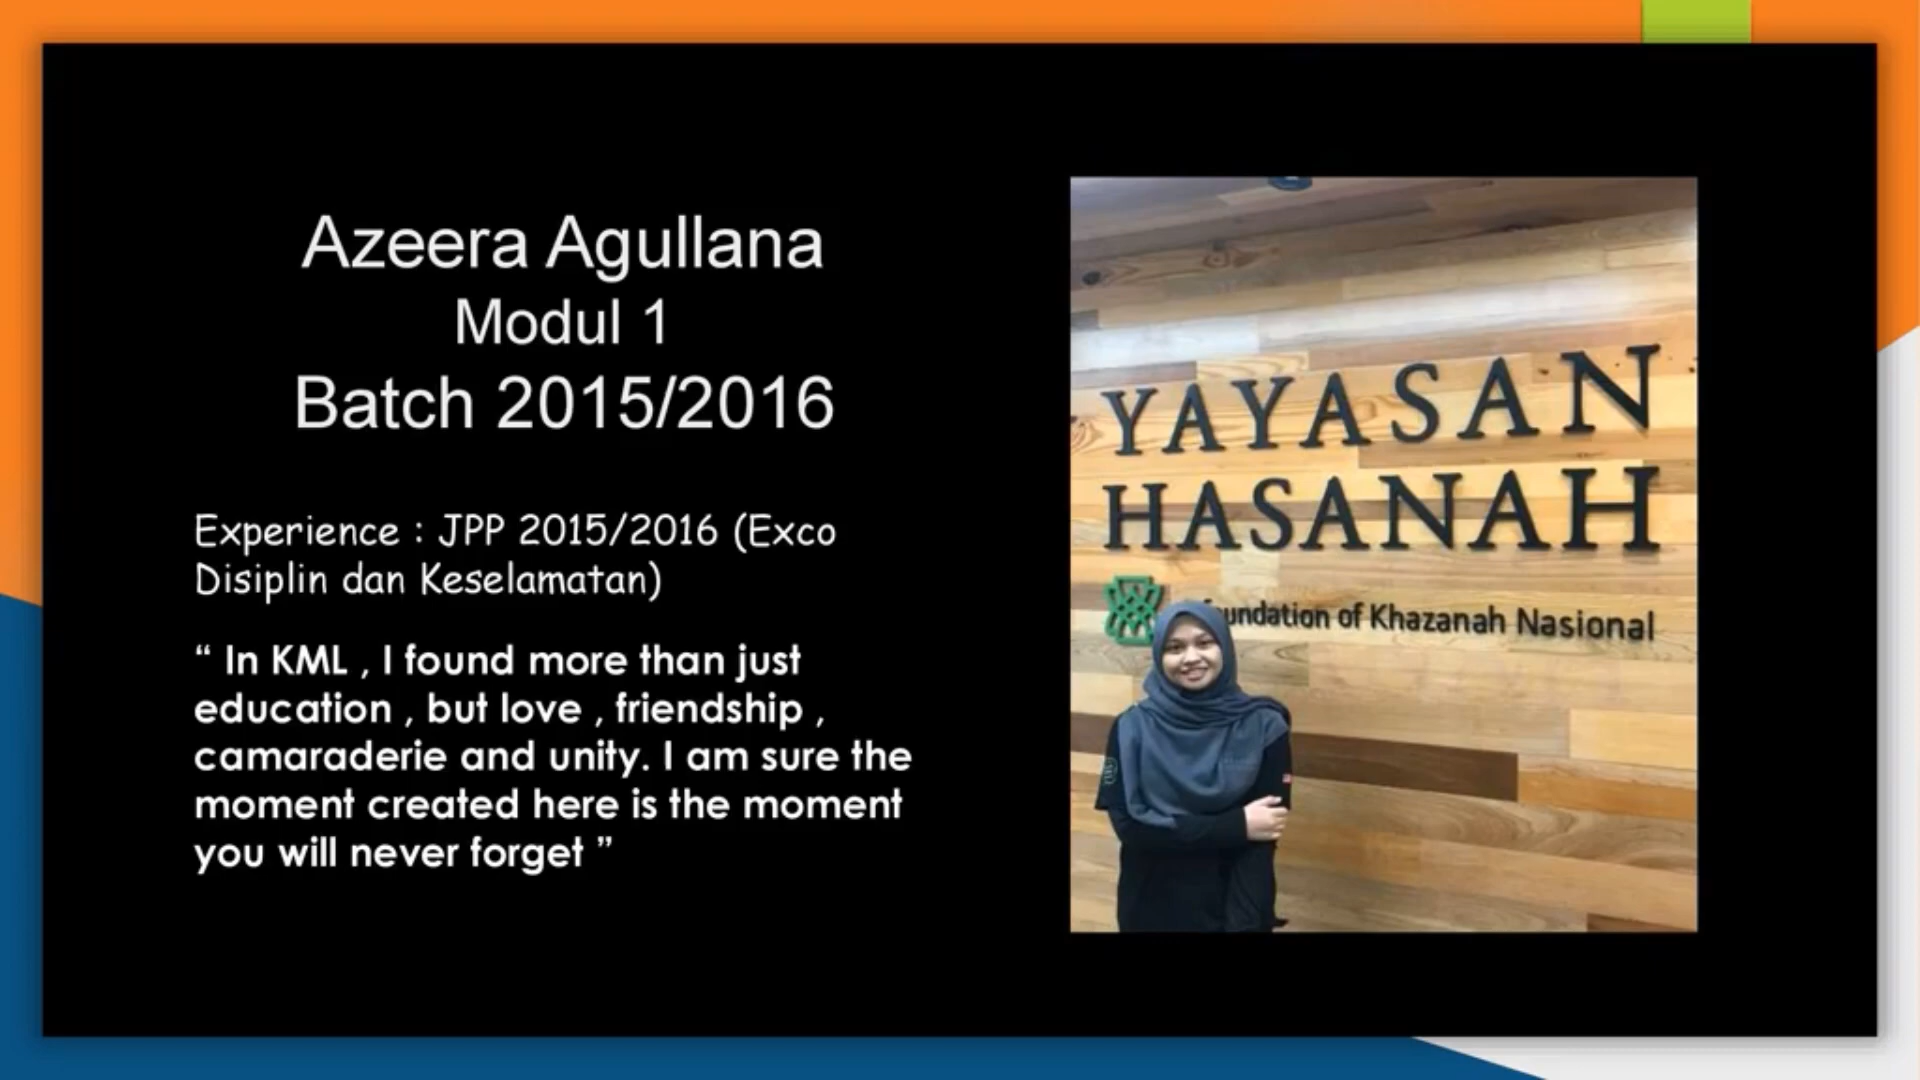 Azeera Agullana
Modul 1
Batch 2015/2016
Experience : JPP 2015/2016 (Exco
Disiplin dan Keselamatan)
“ In KML , I found more than just
education , but love , friendship ,
camaraderie and unity. I am sure the
moment created here is the moment
you will never forget ”
YAYASAN
HASANAH
of Khazanah Nasional